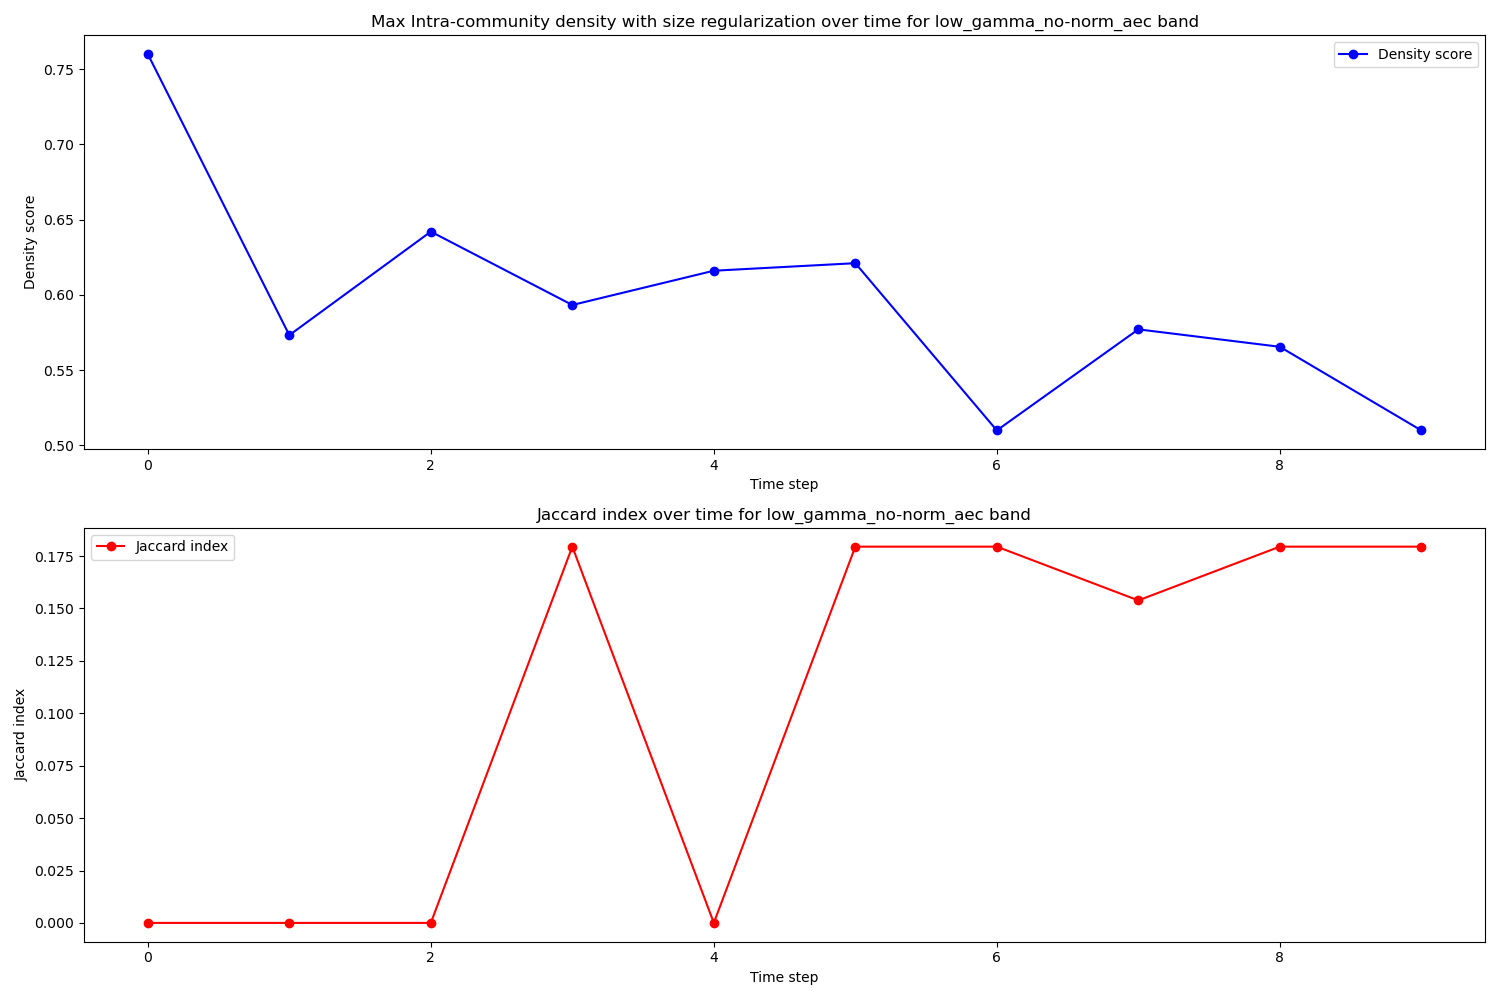 Max Intra-community density with size regularization over time for low_gamma_no-norm_aec band
Density score
Density score
0.75
0.70
0.65
0.60
0.55
0.50
0 2 4 6 8
Time step
Jaccard index over time for low_gamma_no-norm_aec band
Jaccard index
Jaccard index
0.175
0.150
0.125
0.100
0.075
0.050
0.025
0.000
0 2 4 6 8
Time step